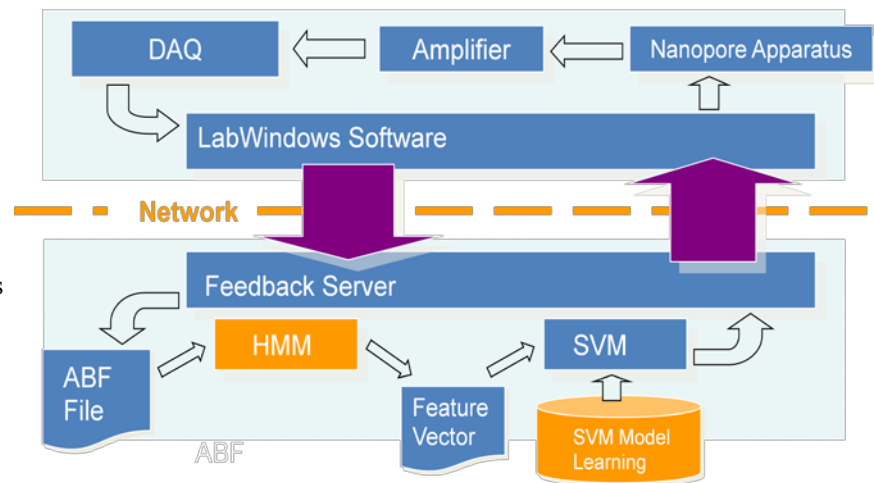 DAQ
Amplifier
Nanopore Apparatus
LabWindows Software
Network
Feedback Server
s
HMM
SVM
ABF
File
Feature
Vector
SVM Model
Learning
ABF